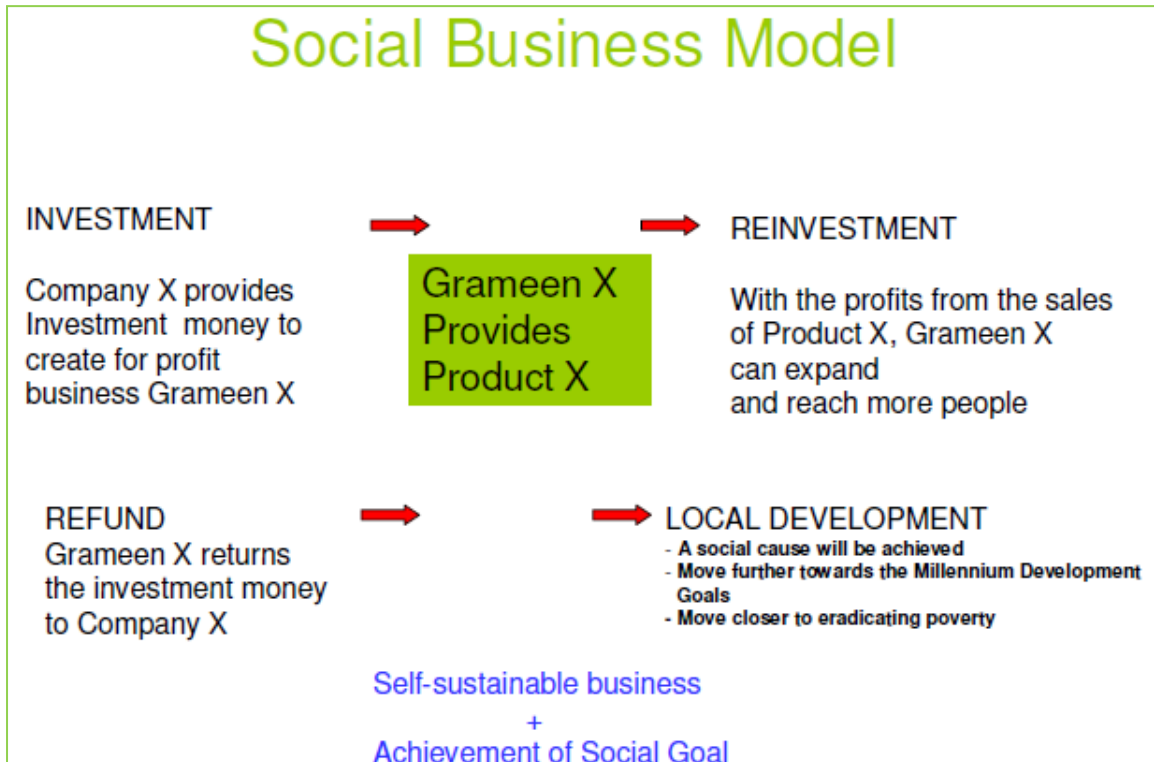 Social Business Model
INVESTMENT
Company X provides
Investment money to
create for profit
business Grameen X
Grameen X
Provides
Product X
REINVESTMENT
With the profits from the sales
of Product X, Grameen X
can expand
and reach more people
REFUND
Grameen X returns
the investment money
to Company X
LOCAL DEVELOPMENT
- A social cause will be achieved
- Move further towards the Millennium Development
Goals
- Move closer to eradicating poverty
Self-sustainable business
+
Achievement of Social Goal